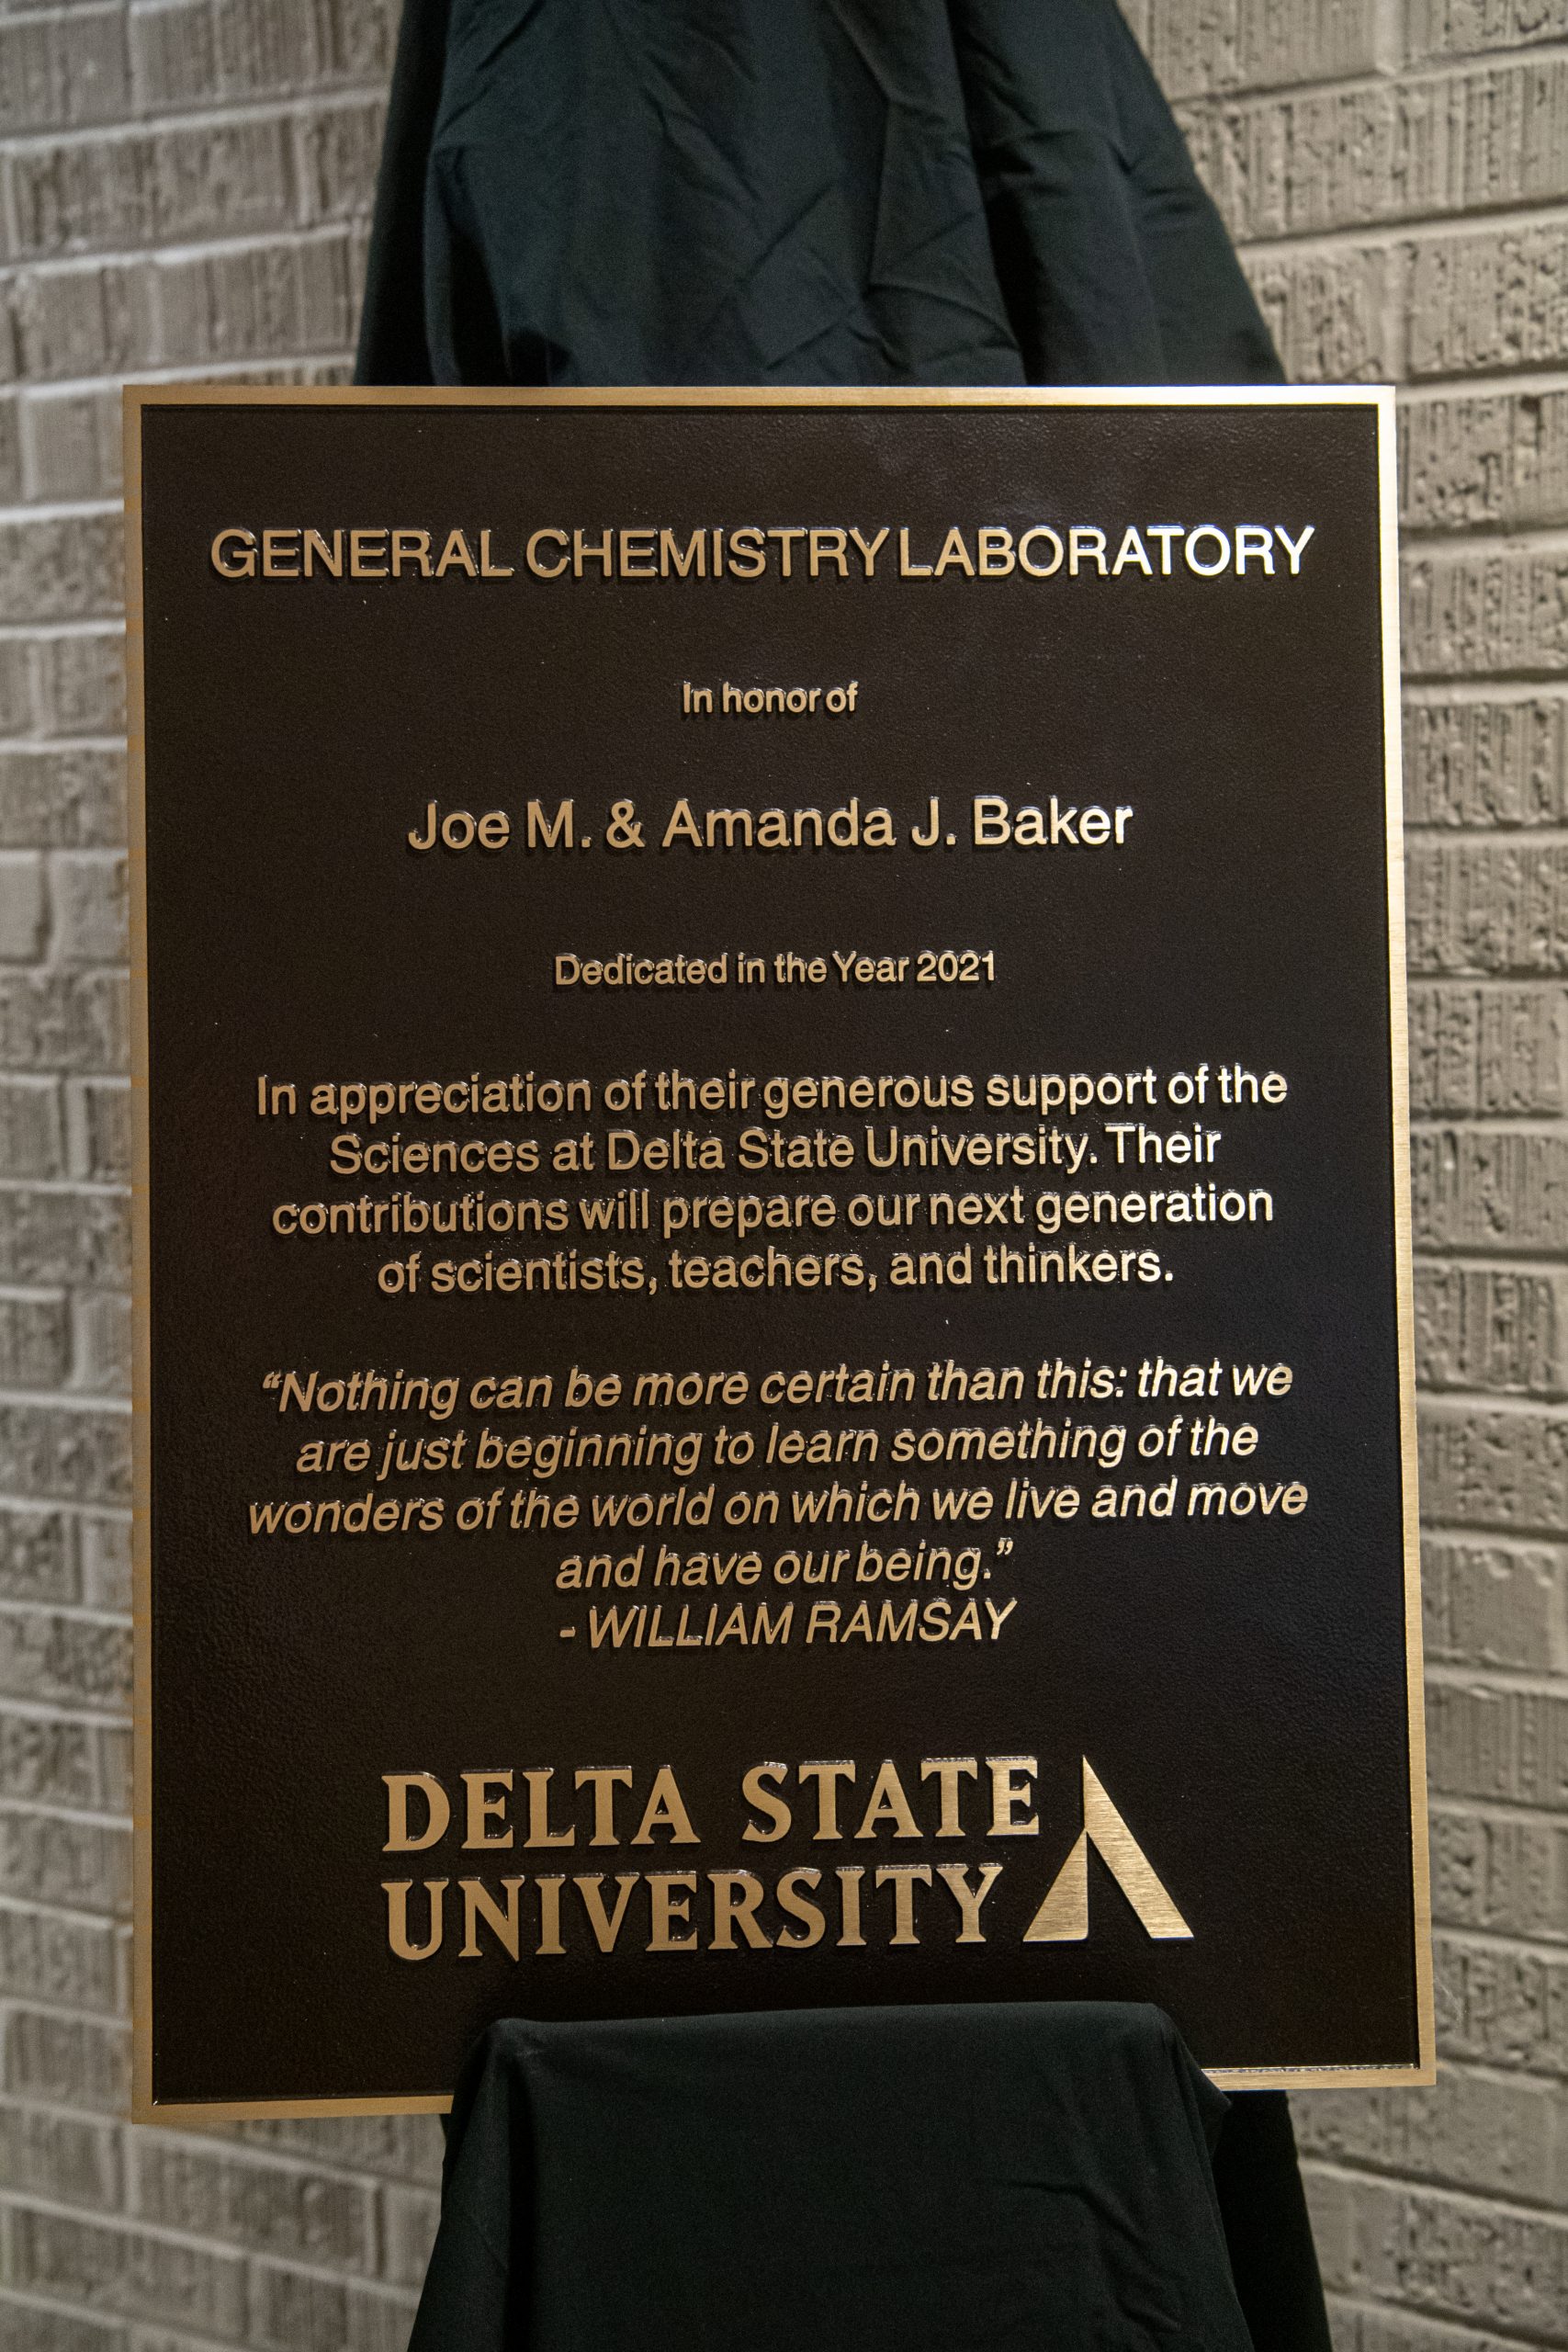 GENERAL CHEMISTRY LABORATORY
In honor of
Joe M. & Amanda J. Baker
Dedicated in the Year 2021
In appreciation of their generous support of the
Sciences at Delta State University. Their
contributions will prepare our next generation
of scientists, teachers, and thinkers.
“Nothing can be more certain than this: that we
are just beginning to learn something of the
wonders of the world on which we live and move
and have our being.”
- WILLIAM RAMSAY
DELTA STATE
UNIVERSITY